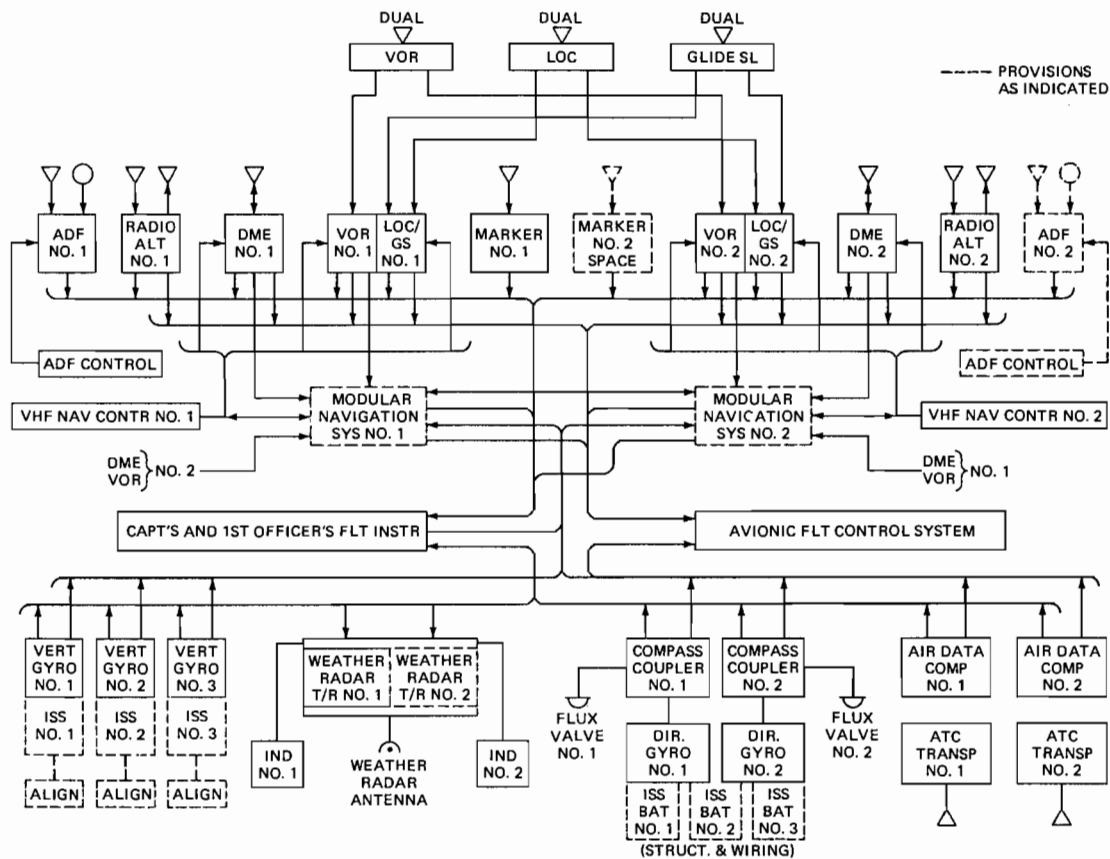 DUAL
DUAL
DUAL
VOR
LOC
GLIDE SL
PROVISIONS
AS INDICATED
ADF
NO. 1
RADIO
ALT
NO. 1
DME
NO. 1
VOR
NO. 1
LOC/
GS
NO. 1
MARKER
NO. 1
MARKER
NO. 2
SPACE
VOR
NO. 2
LOC/
GS
NO. 2
DME
NO. 2
RADIO
ALT
NO. 2
ADF
NO. 2
ADF CONTROL
ADF CONTROL
VHF NAV CONTR NO. 1
MODULAR
NAVIGATION
SYS NO. 1
MODULAR
NAVICATION
SYS NO. 2
VHF NAV CONTR NO. 2
DME
VOR
NO. 2
DME
VOR
NO. 1
CAPT'S AND 1ST OFFICER'S FLT INSTR
AVIONIC FLT CONTROL SYSTEM
VERT
GYRO
NO. 1
VERT
GYRO
NO. 2
VERT
GYRO
NO. 3
WEATHER
RADAR
T/R NO. 1
WEATHER
RADAR
T/R NO. 2
COMPASS
COUPLER
NO. 1
COMPASS
COUPLER
NO. 2
AIR DATA
COMP
NO. 1
AIR DATA
COMP
NO. 2
ISS
NO. 1
ISS
NO. 2
ISS
NO. 3
ALIGN
ALIGN
ALIGN
IND
NO. 1
WEATHER
RADAR
ANTENNA
IND
NO. 2
FLUX
VALVE
NO. 1
DIR.
GYRO
NO. 1
DIR.
GYRO
NO. 2
FLUX
VALVE
NO. 2
ATC
TRANSP
NO. 1
ATC
TRANSP
NO. 2
ISS
BAT
NO. 1
ISS
BAT
NO. 2
ISS
BAT
NO. 3
(STRUCT. & WIRING)